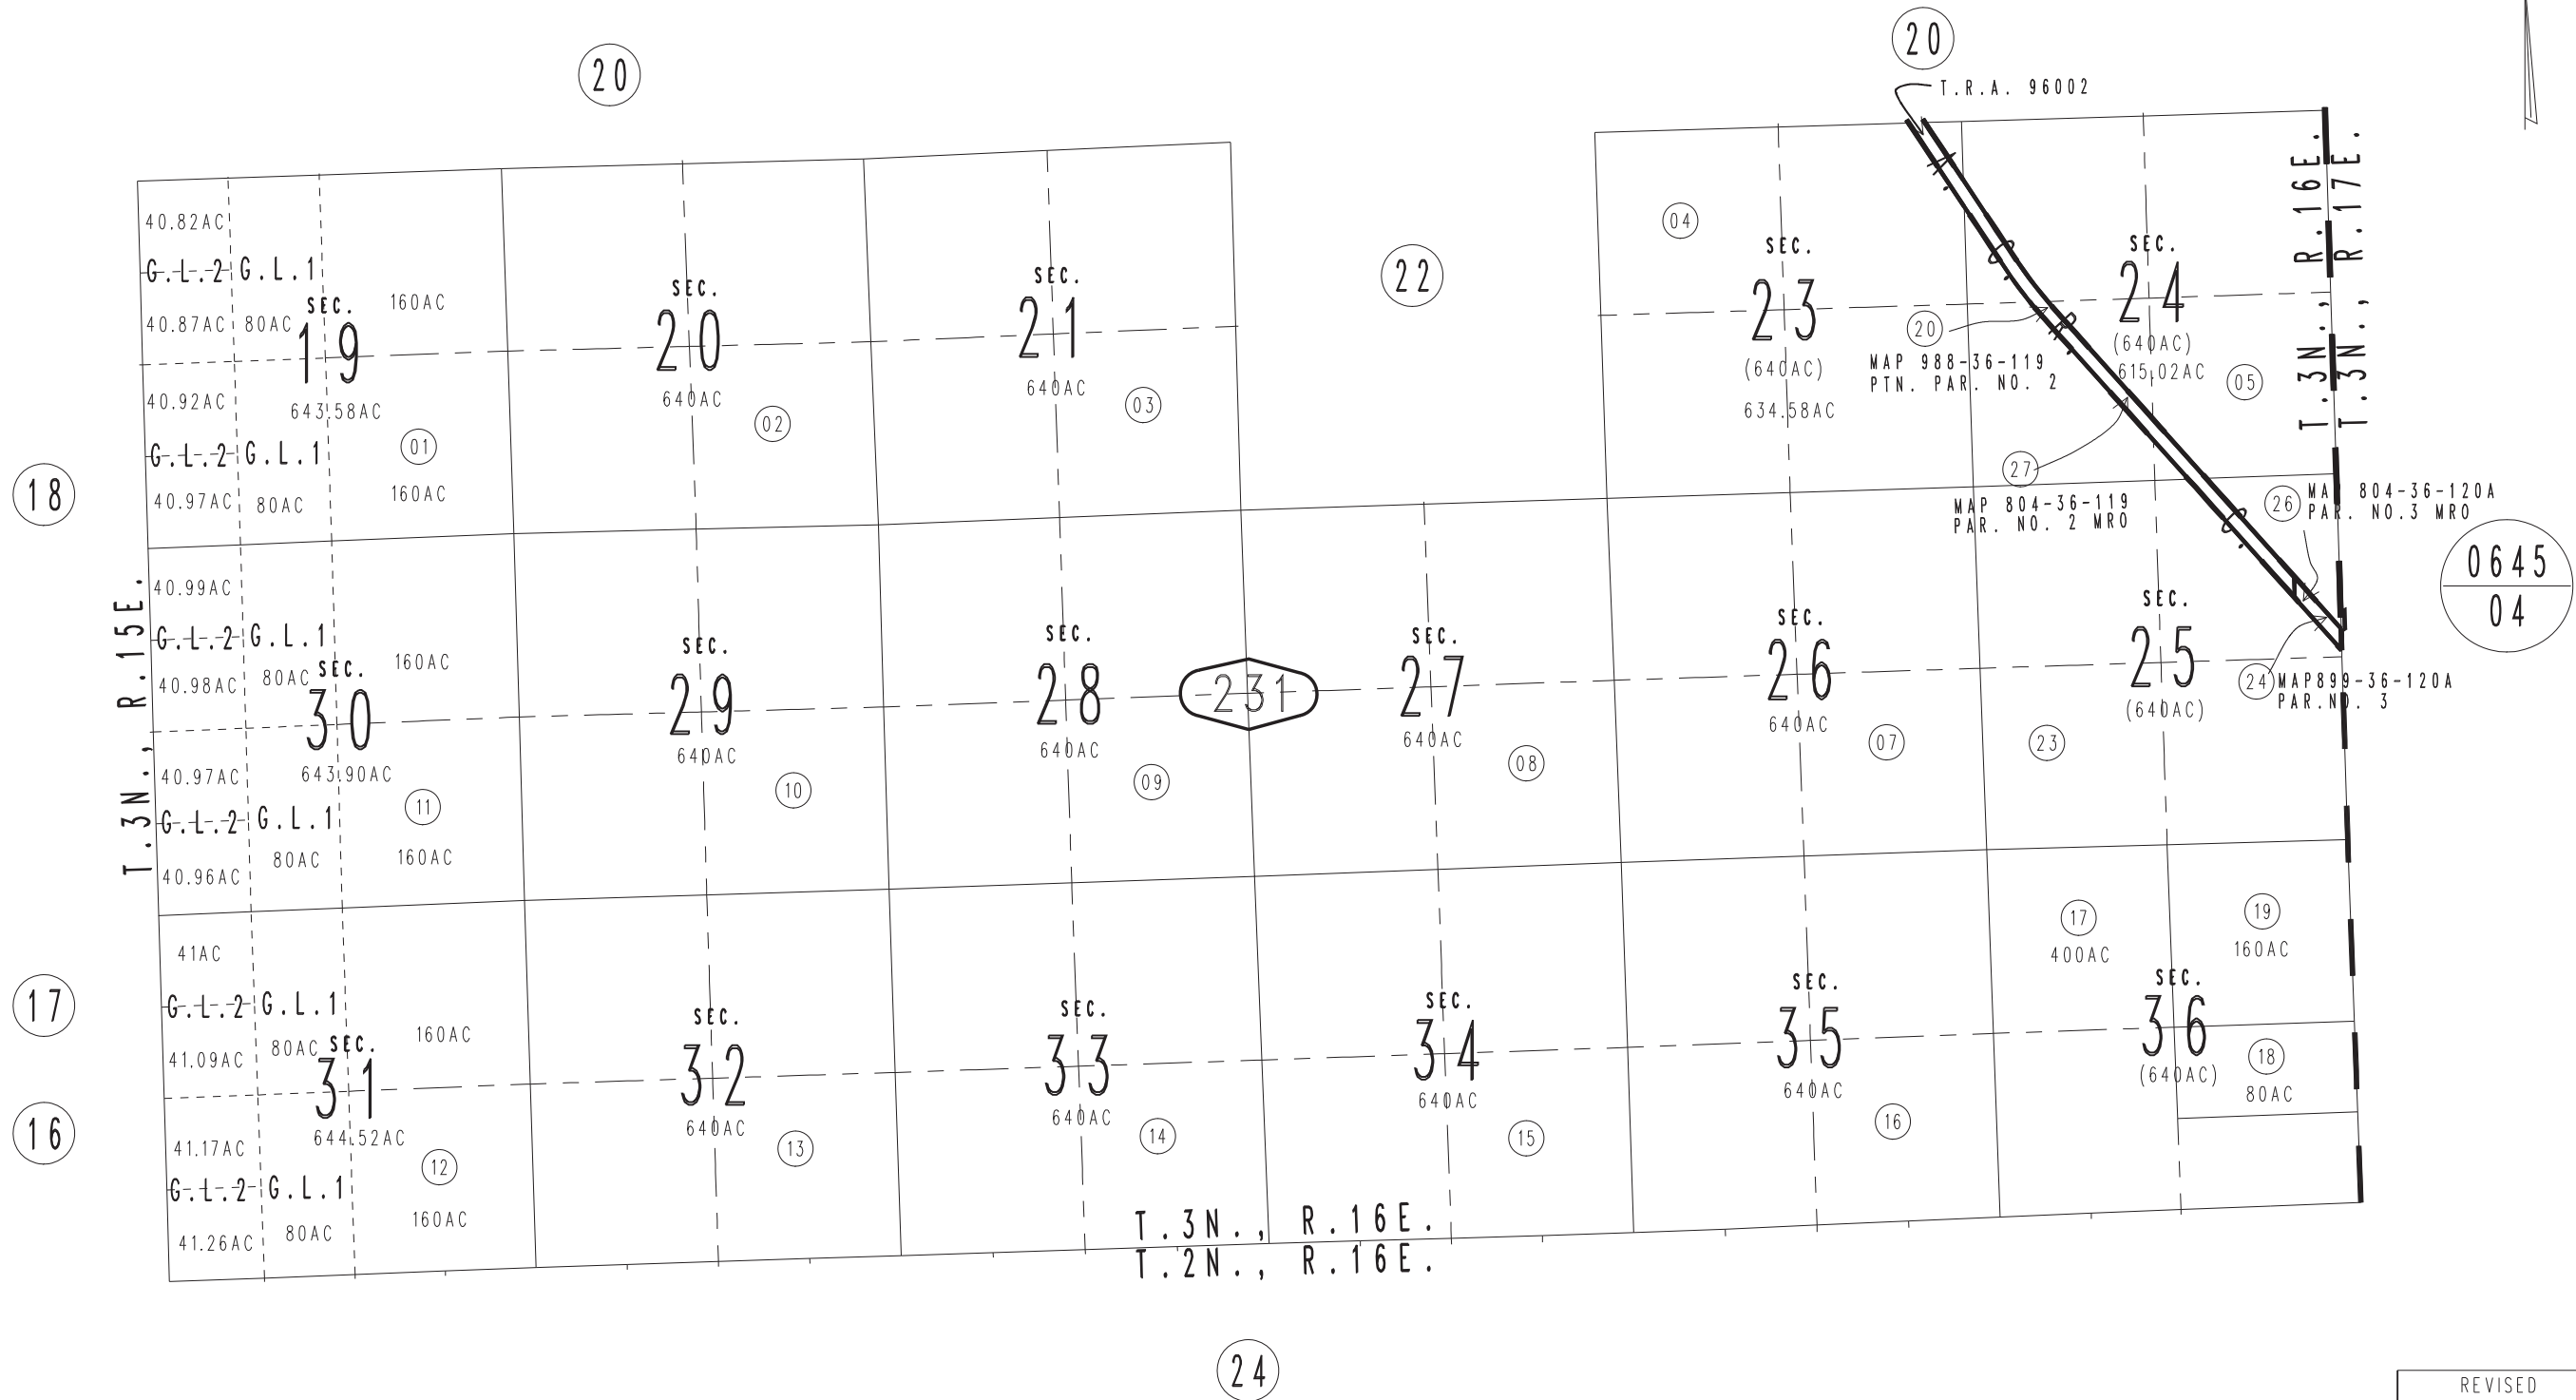 20
20
T.R.A. 96002
T.3N., R.16E.
T.3N., R.17E.
40.82AC
G.L.2 G.L.1
SEC.
19
160AC
40.87AC
80AC
40.92AC
643.58AC
01
G.L.2 G.L.1
40.97AC
80AC
160AC
SEC.
20
640AC
02
SEC.
21
640AC
03
22
04
SEC.
23
(640AC)
634.58AC
SEC.
24
(640AC)
615.02AC
05
20
MAP 988-36-119
PTN. PAR. NO. 2
27
MAP 804-36-119
PAR. NO. 2 MRO
26
MAP 804-36-120A
PAR. NO.3 MRO
18
0645
04
T.3N., R.15E.
40.99AC
G.L.2 G.L.1
160AC
40.98AC
80AC
SEC.
30
40.97AC
643.90AC
11
G.L.2 G.L.1
40.96AC
80AC
160AC
SEC.
29
640AC
10
SEC.
28
640AC
09
231
SEC.
27
640AC
08
SEC.
26
640AC
07
SEC.
25
(640AC)
23
24
MAP899-36-120A
PAR.NO. 3
17
16
41AC
G.L.2 G.L.1
160AC
41.09AC
80AC
SEC.
31
41.17AC
644.52AC
12
G.L.2 G.L.1
41.26AC
80AC
160AC
SEC.
32
640AC
13
SEC.
33
640AC
14
SEC.
34
640AC
15
SEC.
35
640AC
16
17
400AC
19
160AC
SEC.
36
(640AC)
18
80AC
T.3N., R.16E.
T.2N., R.16E.
24
REVISED